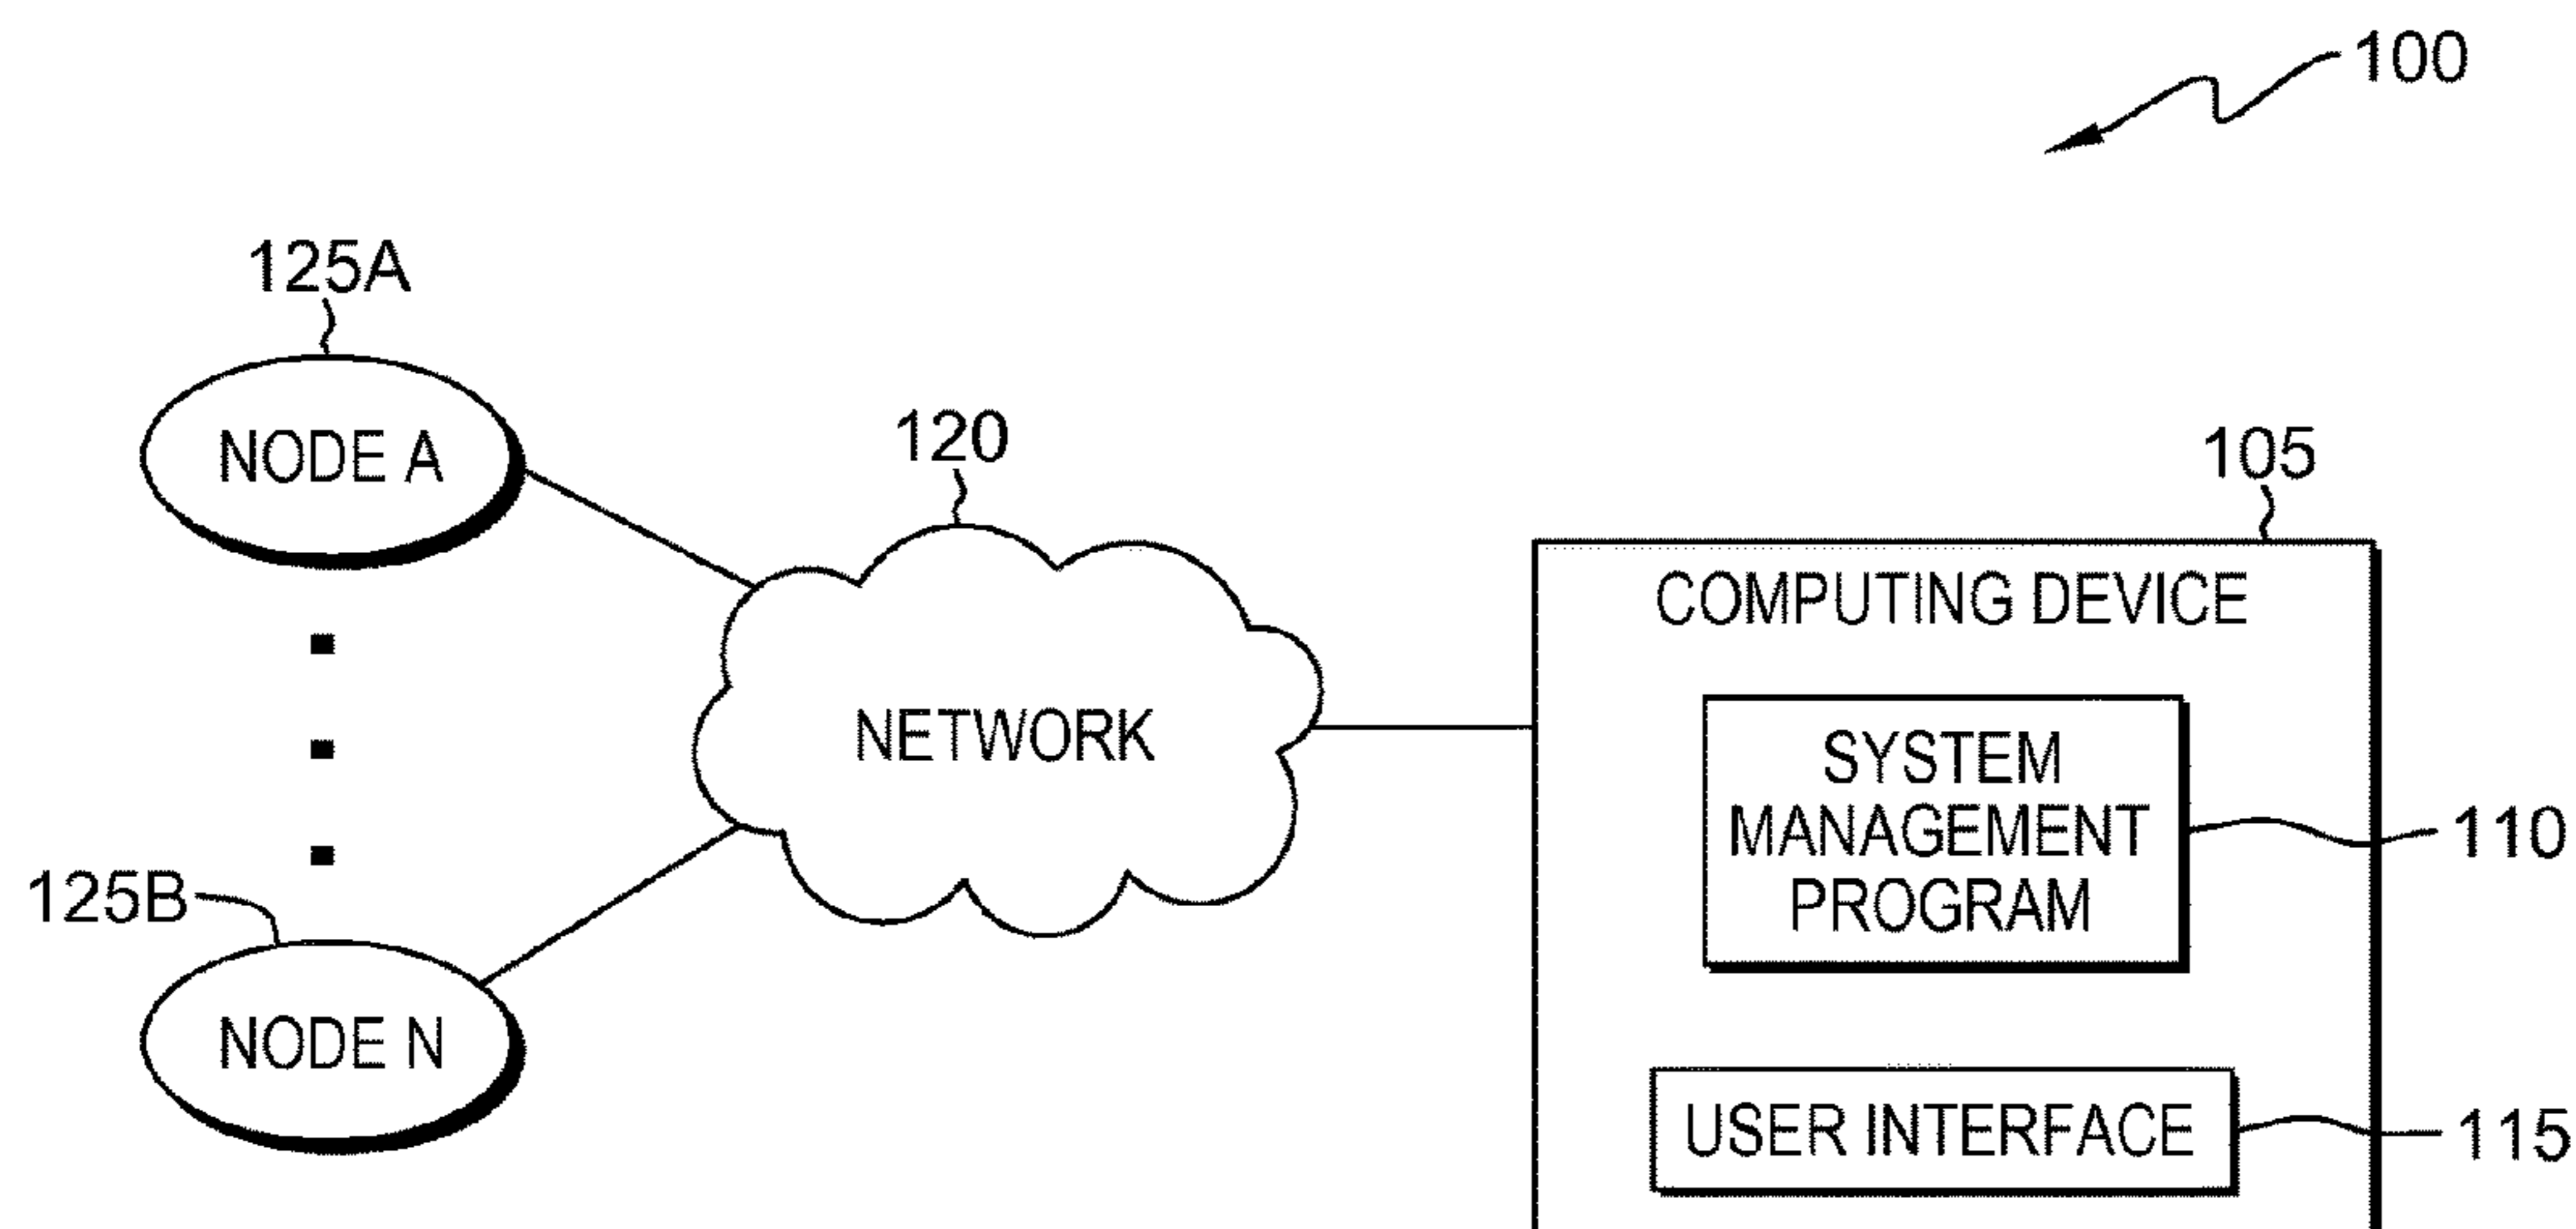 100
125A
NODE A
120
NETWORK
105
COMPUTING DEVICE
SYSTEM
MANAGEMENT
PROGRAM
110
125B
NODE N
USER INTERFACE
115